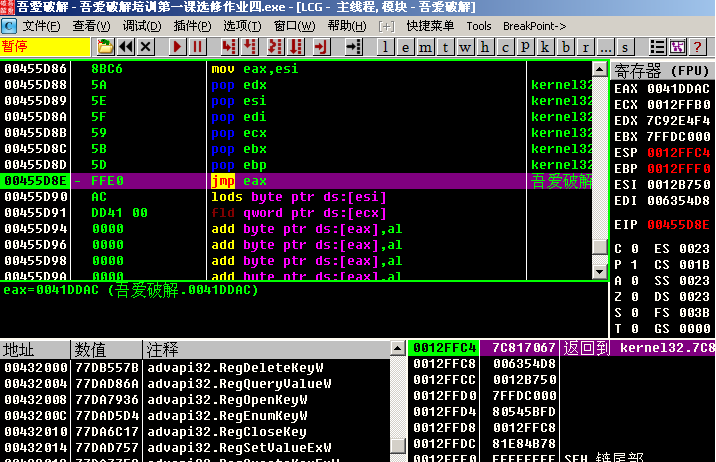 吾爱破解 - 吾爱破解培训第一课选修作业四.exe - [LCG - 主线程, 模块 - 吾爱破解]
C 文件(F) 查看(V) 调试(D) 插件(P) 选项(T) 窗口(W) 帮助(H) [+] 快捷菜单 Tools BreakPoint->
暂停 l e m t w h c p k b r ... s ?
00455D86 8BC6 mov eax,esi
00455D88 5A pop edx kernel32
00455D89 5E pop esi kernel32
00455D8A 5F pop edi kernel32
00455D8B 59 pop ecx kernel32
00455D8C 5B pop ebx kernel32
00455D8D 5D pop ebp kernel32
00455D8E - FFE0 jmp eax 吾爱破解
00455D90 AC lods byte ptr ds:[esi]
00455D91 DD41 00 fld qword ptr ds:[ecx]
00455D94 0000 add byte ptr ds:[eax],al
00455D96 0000 add byte ptr ds:[eax],al
00455D98 0000 add byte ptr ds:[eax],al
00455D9A 0000 add byte ptr ds:[eax],al
eax=0041DDAC (吾爱破解.0041DDAC)
寄存器 (FPU)
EAX 0041DDAC
ECX 0012FFB0
EDX 7C92E4F4
EBX 7FFDC000
ESP 0012FFC4
EBP 0012FFF0
ESI 0012B750
EDI 006354D8
EIP 00455D8E
C 0 ES 0023
P 1 CS 001B
A 0 SS 0023
Z 0 DS 0023
S 0 FS 003B
T 0 GS 0000
地址 数值 注释
00432000 77DB557B advapi32.RegDeleteKeyW
00432004 77DAD86A advapi32.RegQueryValueW
00432008 77DA7936 advapi32.RegOpenKeyW
0043200C 77DAD5D4 advapi32.RegEnumKeyW
00432010 77DA6C17 advapi32.RegCloseKey
00432014 77DAD757 advapi32.RegSetValueExW
0012FFC4 7C817067 返回到 kernel32.7C8
0012FFC8 006354D8
0012FFCC 0012B750
0012FFD0 7FFDC000
0012FFD4 80545BFD
0012FFD8 0012FFC8
0012FFDC 81E84B78
0012FFE0 FFFFFFFF SEH 链尾部